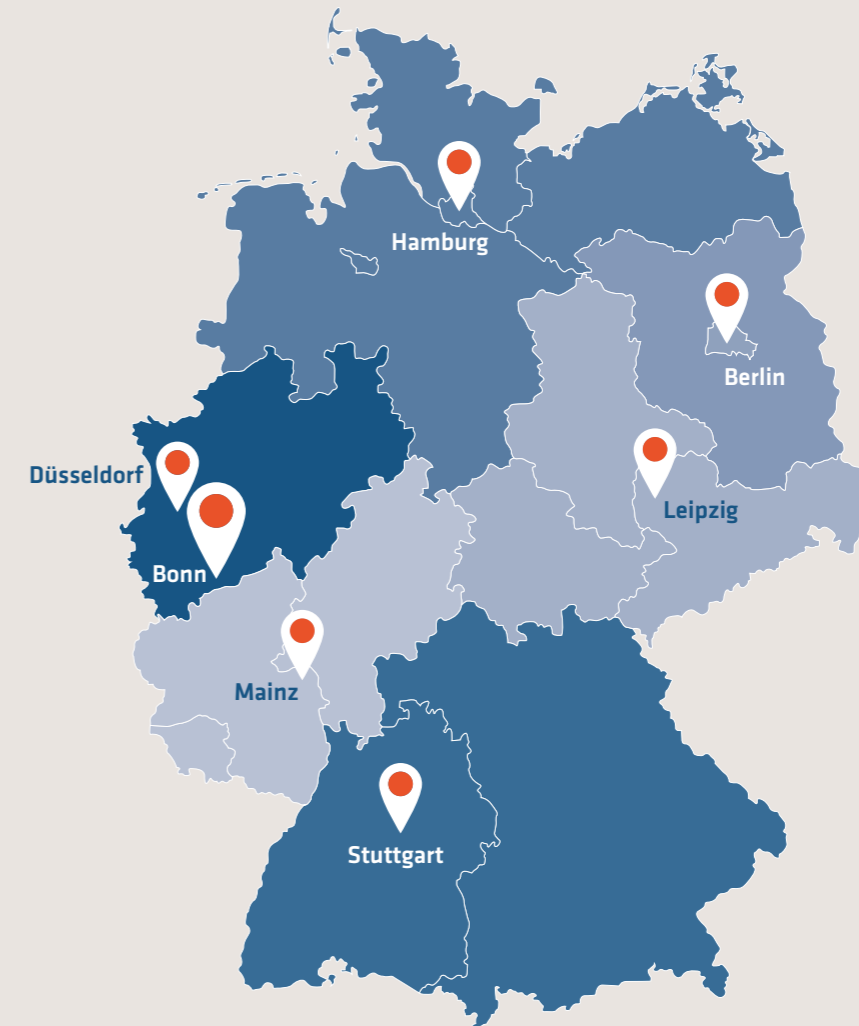 Hamburg
Berlin
Düsseldorf
Leipzig
Bonn
Mainz
Stuttgart